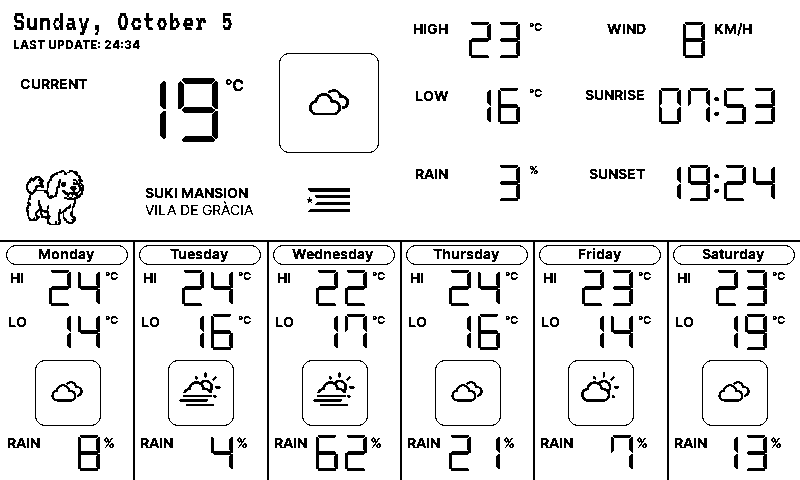 Sunday, October 5
LAST UPDATE: 24:34
CURRENT 19 °C
HIGH 23 °C
WIND 8 KM/H
LOW 16 °C
SUNRISE 07:53
RAIN 3 %
SUNSET 19:24
SUKI MANSION
VILA DE GRÀCIA
Monday
HI 24 °C
LO 14 °C
RAIN 8 %
Tuesday
HI 24 °C
LO 16 °C
RAIN 4 %
Wednesday
HI 22 °C
LO 17 °C
RAIN 62 %
Thursday
HI 24 °C
LO 16 °C
RAIN 21 %
Friday
HI 23 °C
LO 14 °C
RAIN 7 %
Saturday
HI 23 °C
LO 19 °C
RAIN 13 %